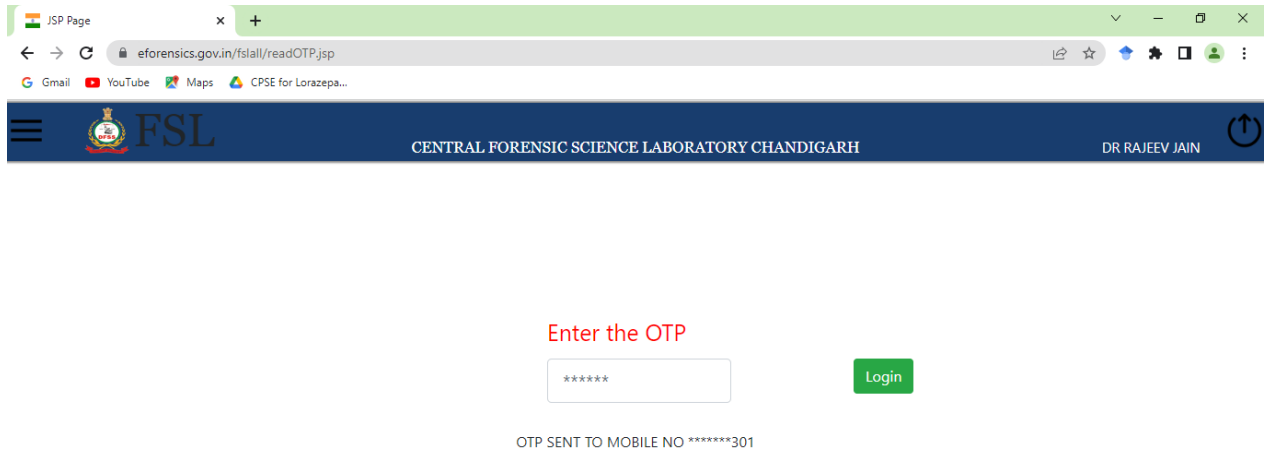 JSP Page
eforensics.gov.in/fslall/readOTP.jsp
Gmail YouTube Maps CPSE for Lorazepa...
DFSS FSL CENTRAL FORENSIC SCIENCE LABORATORY CHANDIGARH DR RAJEEV JAIN
Enter the OTP
****** Login
OTP SENT TO MOBILE NO *******301